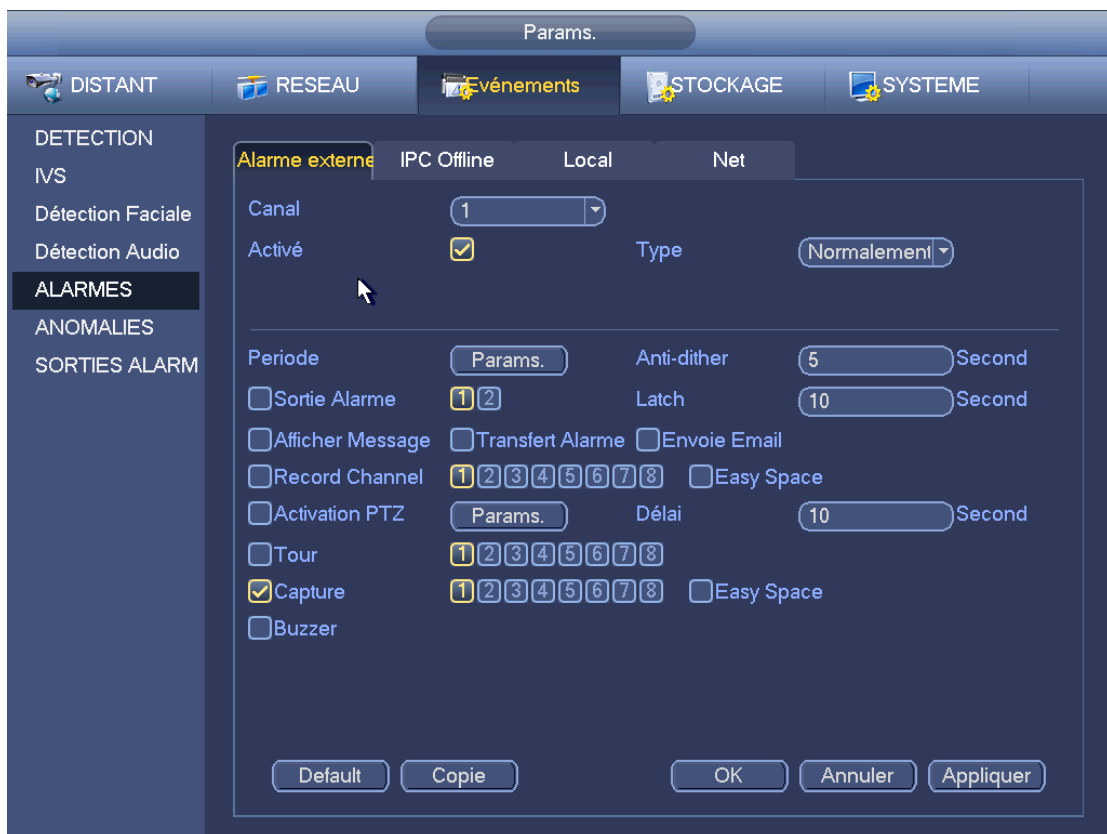 Params.
DISTANT RESEAU Evénements STOCKAGE SYSTEME
DETECTION
IVS
Détection Faciale
Détection Audio
ALARMES
ANOMALIES
SORTIES ALARM
Alarme externe IPC Offline Local Net
Canal 1
Activé Type Normalement
Periode Params. Anti-dither 5 Second
Sortie Alarme 1 2 Latch 10 Second
Afficher Message Transfert Alarme Envoie Email
Record Channel 1 2 3 4 5 6 7 8 Easy Space
Activation PTZ Params. Délai 10 Second
Tour 1 2 3 4 5 6 7 8
Capture 1 2 3 4 5 6 7 8 Easy Space
Buzzer
Default Copie OK Annuler Appliquer